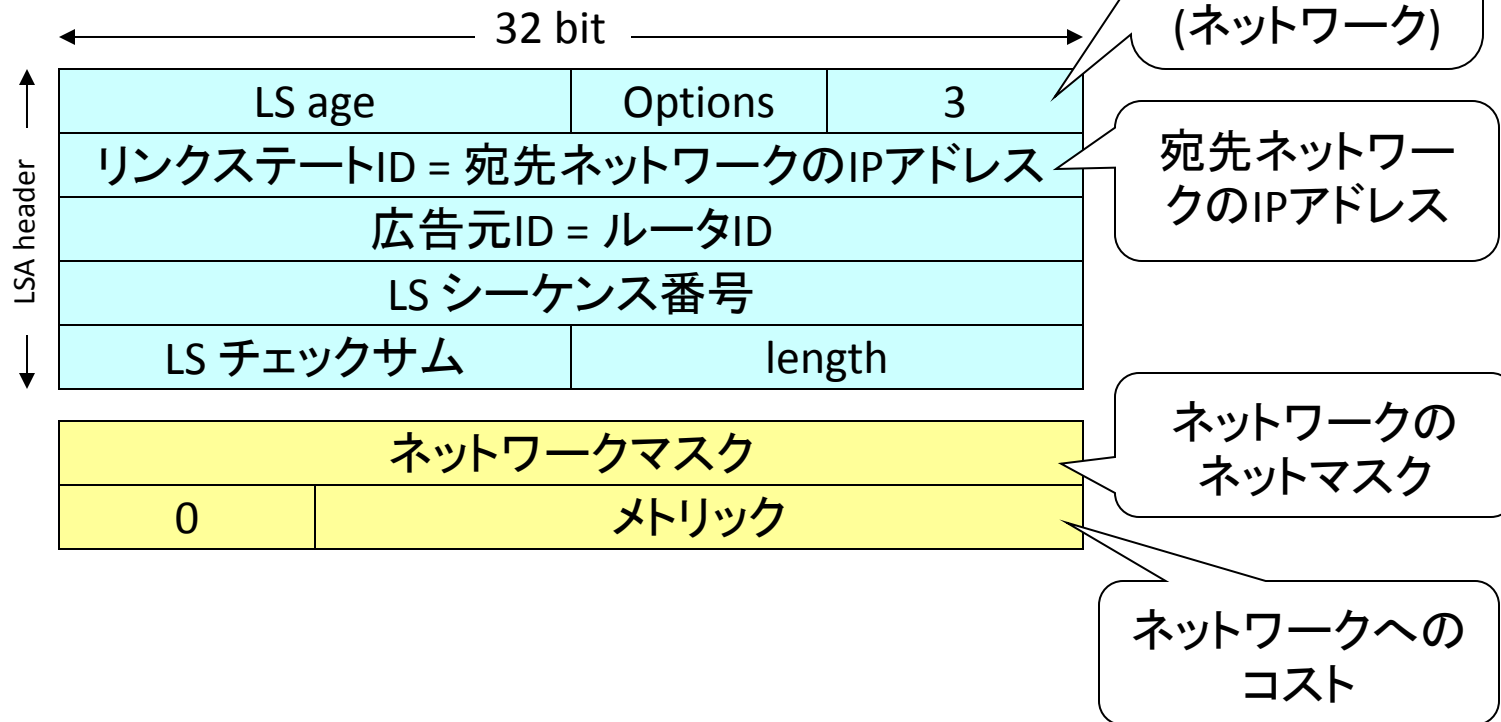 32 bit
(ネットワーク)
LSA header
LS age
Options
3
リンクステートID = 宛先ネットワークのIPアドレス
広告元ID = ルータID
LS シーケンス番号
LS チェックサム
length
宛先ネットワー
クのIPアドレス
ネットワークマスク
0
メトリック
ネットワークの
ネットマスク
ネットワークへの
コスト